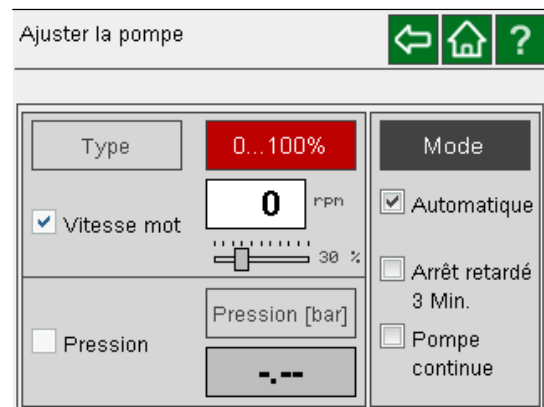 Ajuster la pompe
?
Type
0...100%
Mode
Vitesse mot
0 rpm
30 %
Automatique
Arrêt retardé
3 Min.
Pression
Pression [bar]
-.--
Pompe
continue